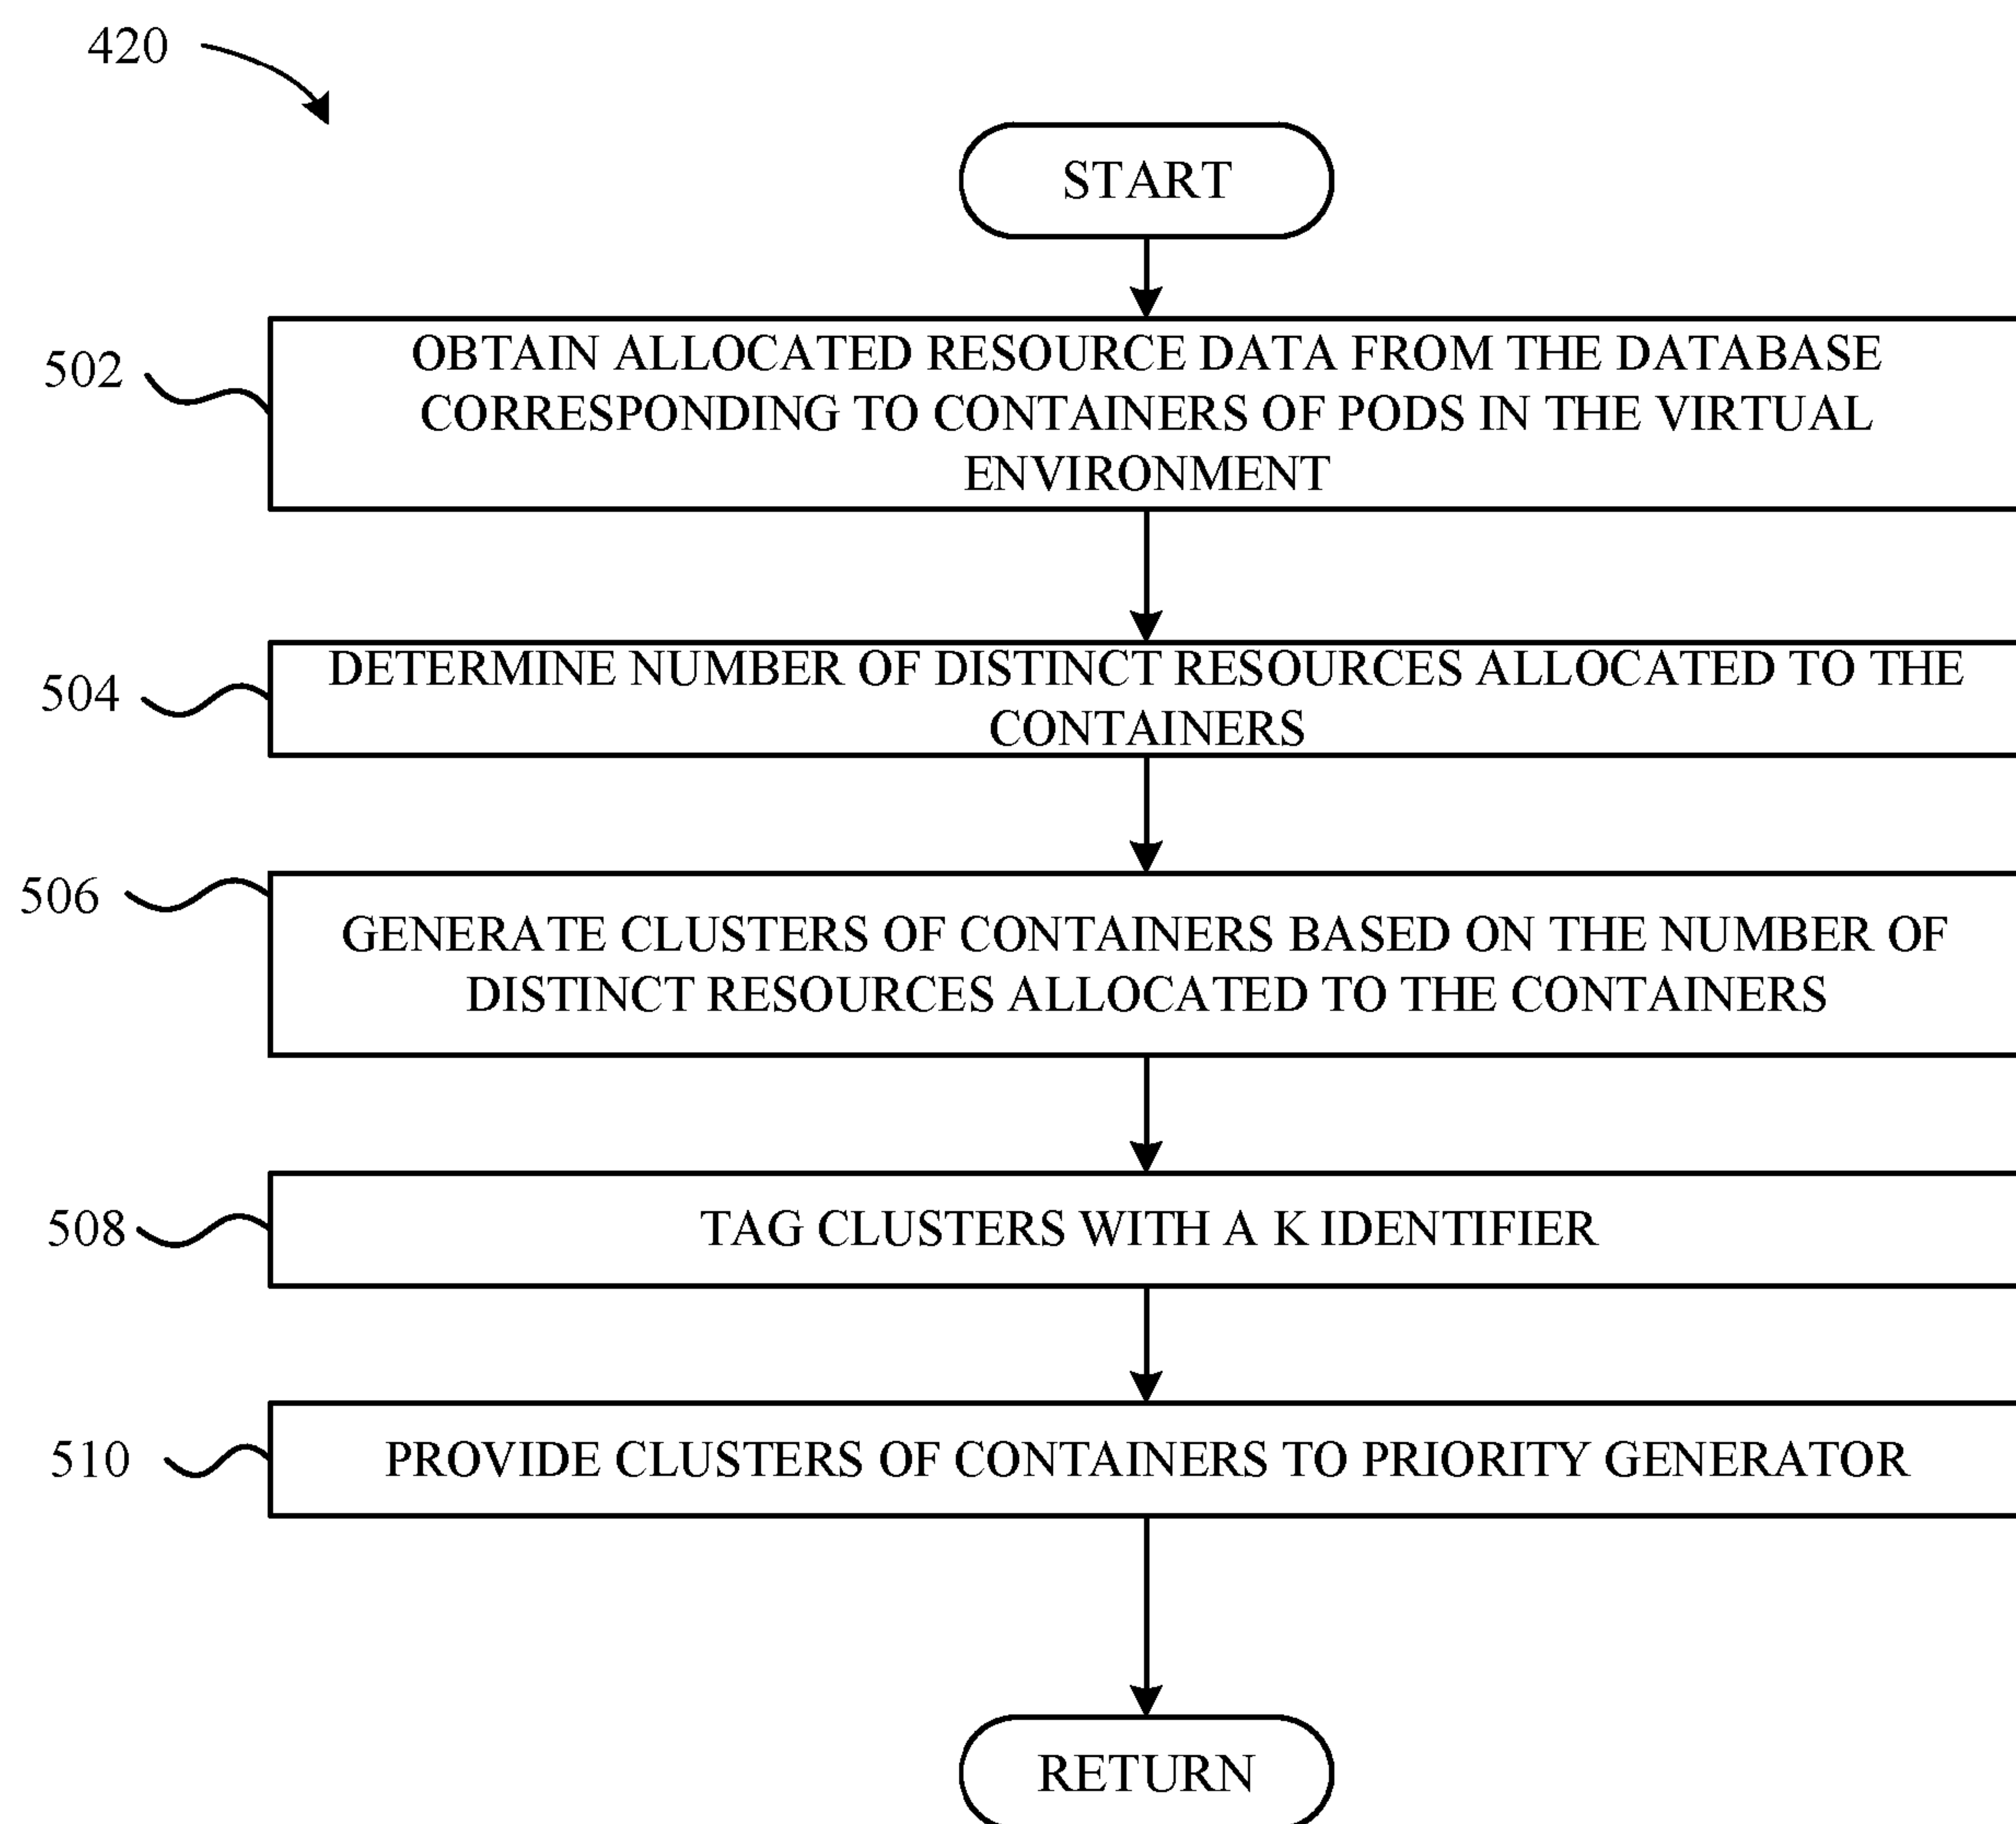 420
START
502
OBTAIN ALLOCATED RESOURCE DATA FROM THE DATABASE
CORRESPONDING TO CONTAINERS OF PODS IN THE VIRTUAL
ENVIRONMENT
504
DETERMINE NUMBER OF DISTINCT RESOURCES ALLOCATED TO THE
CONTAINERS
506
GENERATE CLUSTERS OF CONTAINERS BASED ON THE NUMBER OF
DISTINCT RESOURCES ALLOCATED TO THE CONTAINERS
508
TAG CLUSTERS WITH A K IDENTIFIER
510
PROVIDE CLUSTERS OF CONTAINERS TO PRIORITY GENERATOR
RETURN